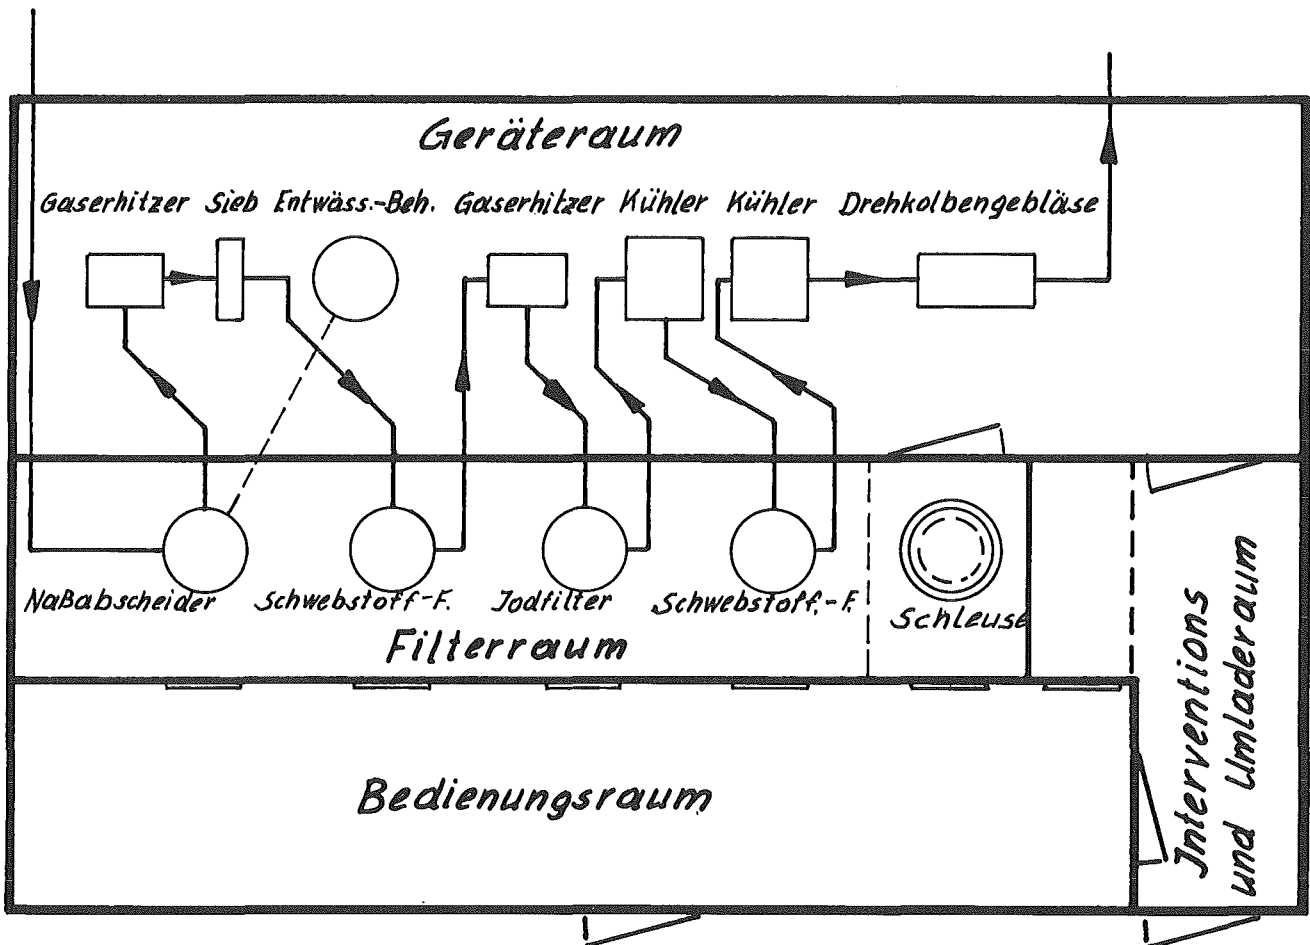 Geräteraum
Gaserhitzer Sieb Entwäss.-Beh. Gaserhitzer Kühler Kühler Drehkolbengebläse
Naßabscheider Schwebstoff-F. Jodfilter Schwebstoff.-F. Schleuse
Filterraum
Bedienungsraum
Interventions
und Umladeraum